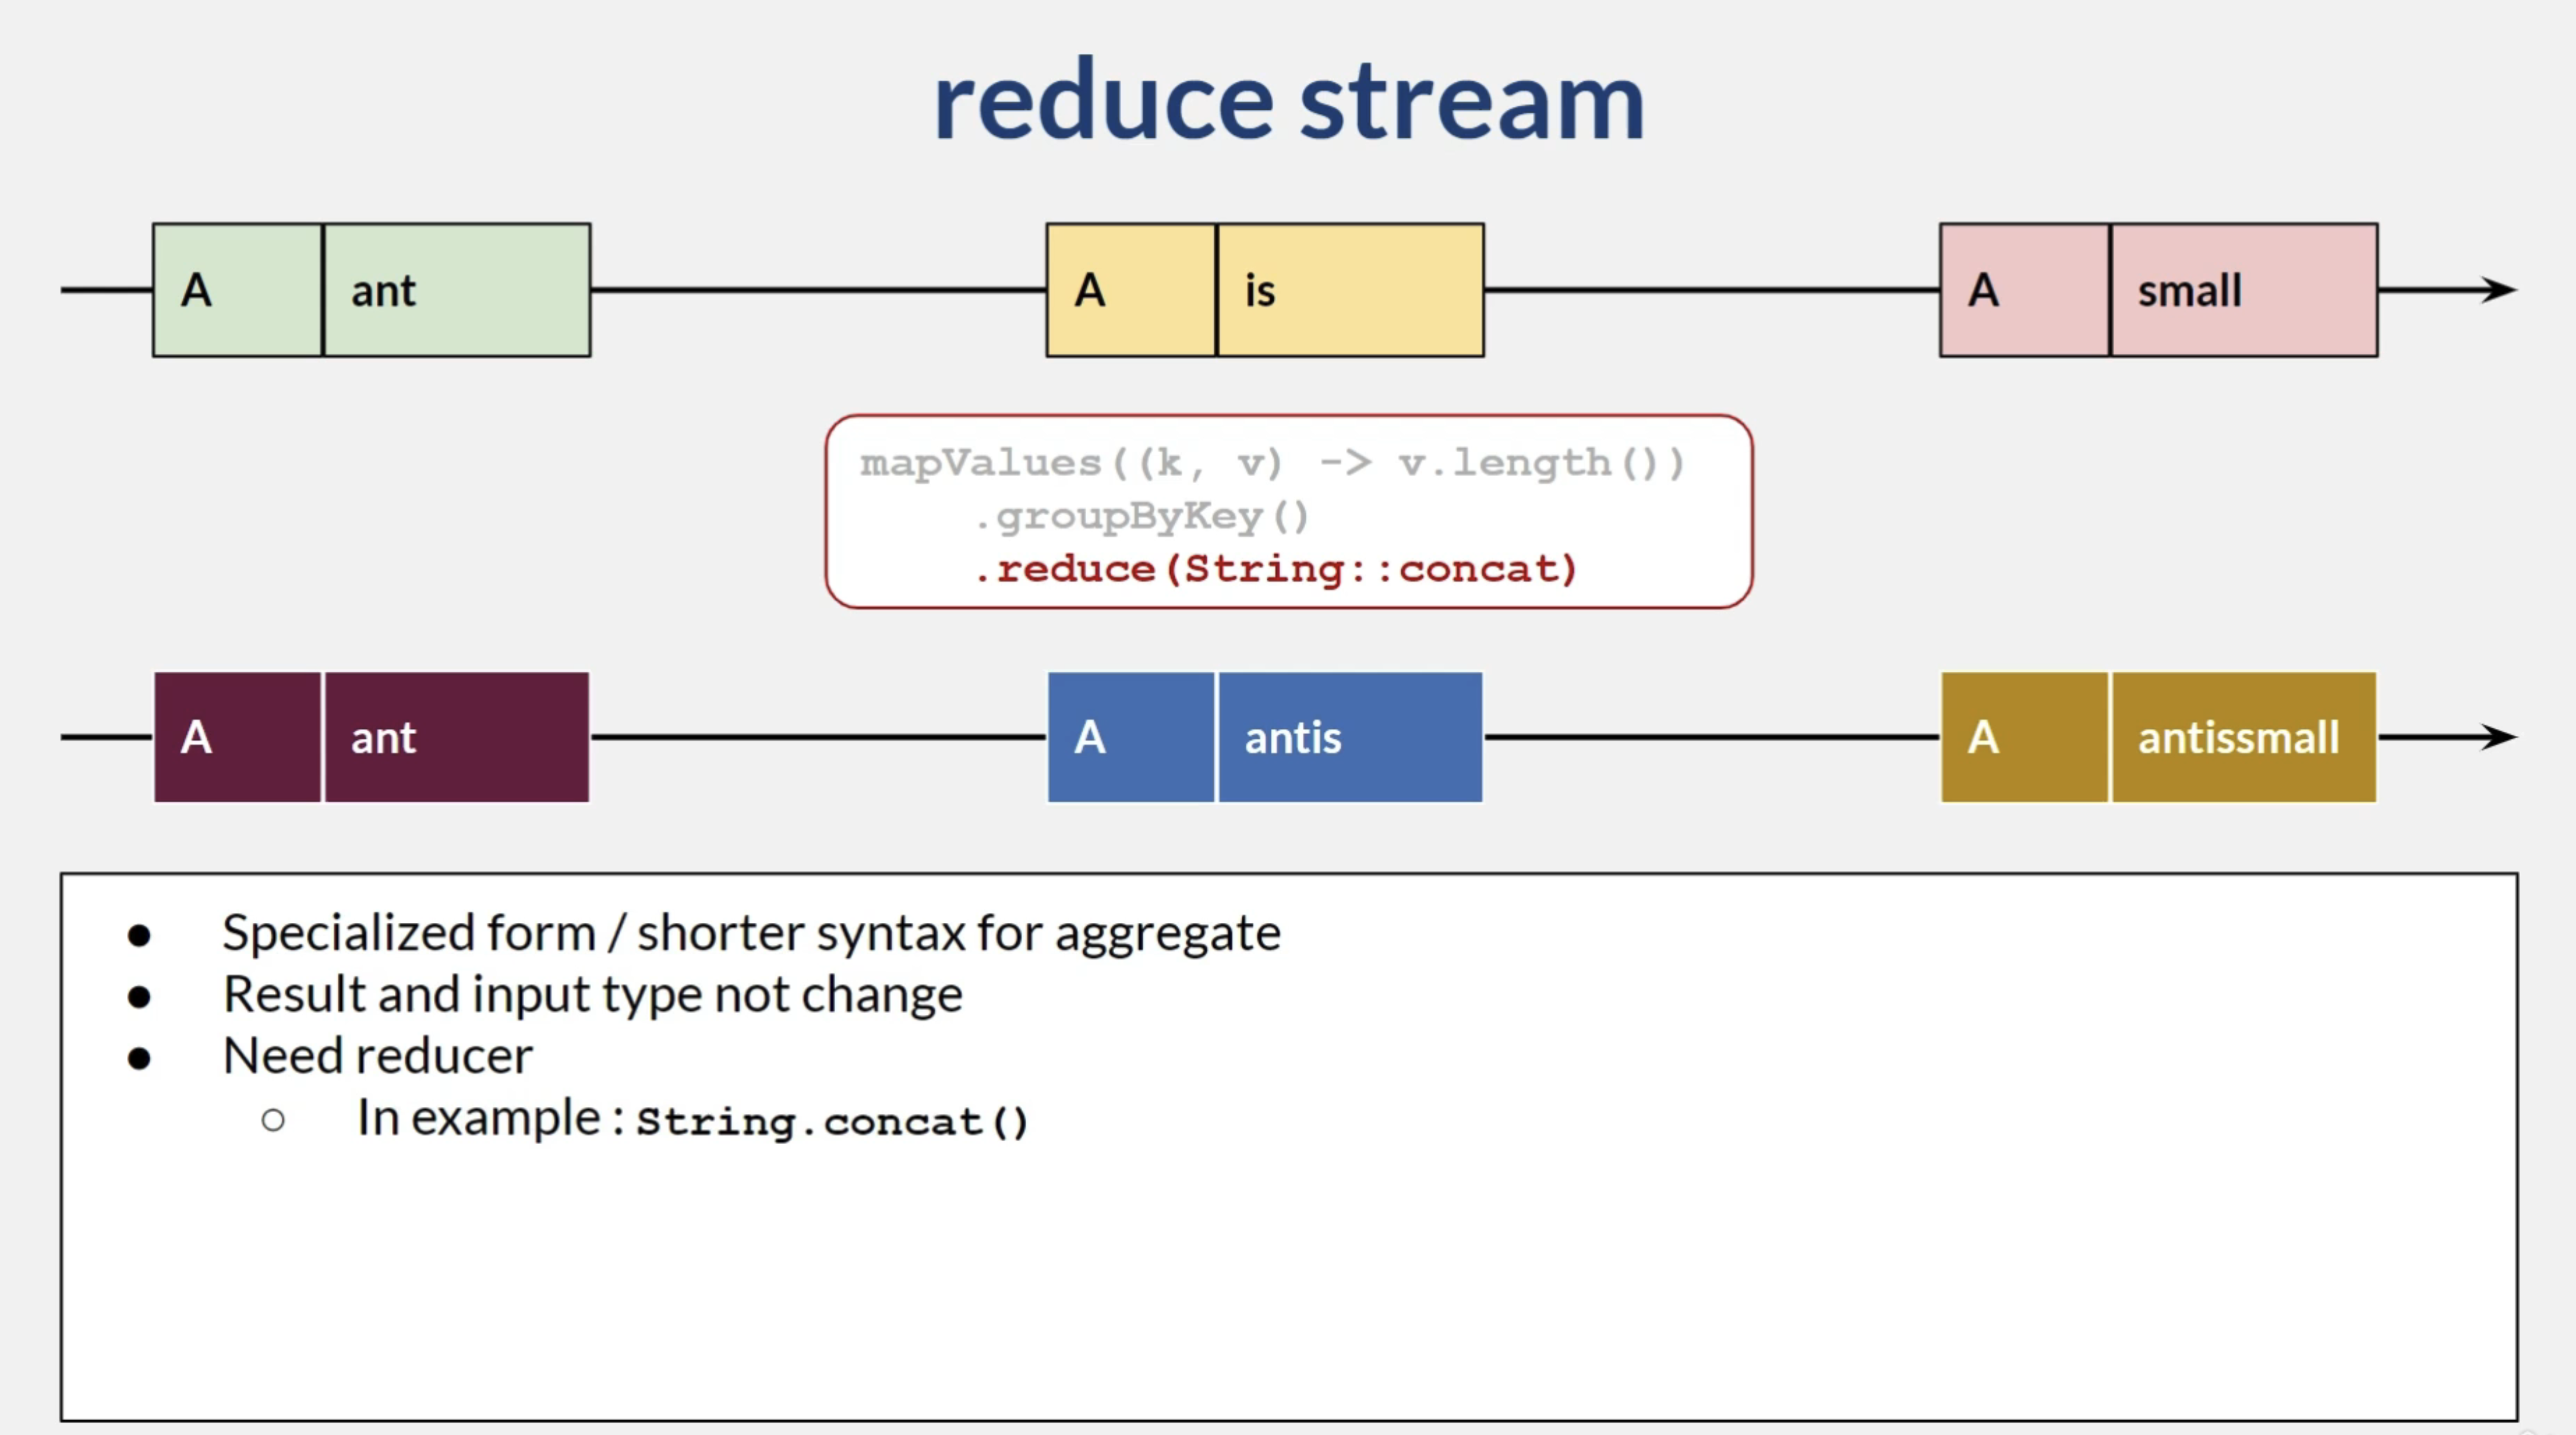 reduce stream
A ant A is A small
mapValues((k, v) -> v.length())
.groupByKey()
.reduce(String::concat)
A ant A antis A antissmall
● Specialized form / shorter syntax for aggregate
● Result and input type not change
● Need reducer
○ In example : String.concat()